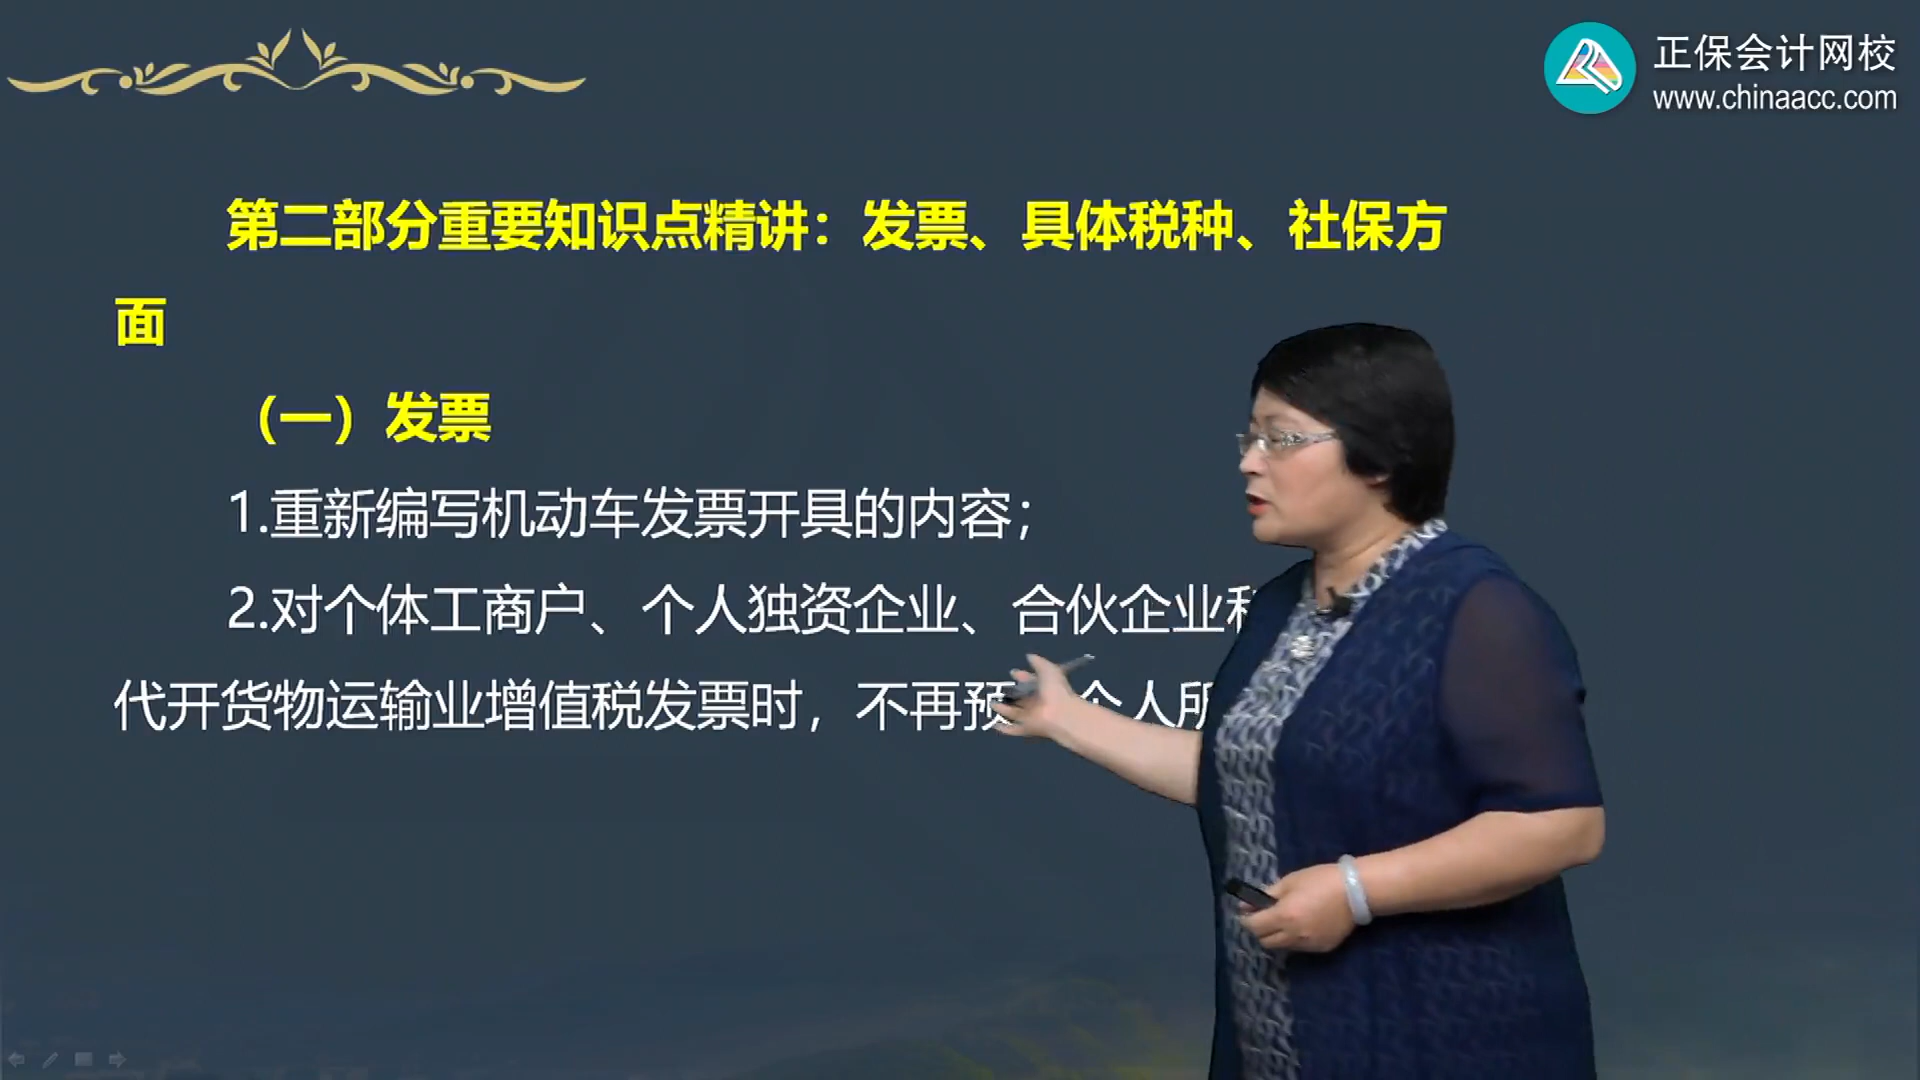 正保会计网校
www.chinaacc.com
第二部分重要知识点精讲：发票、具体税种、社保方
面
（一）发票
1.重新编写机动车发票开具的内容；
2.对个体工商户、个人独资企业、合伙企业和
代开货物运输业增值税发票时，不再预 个人所